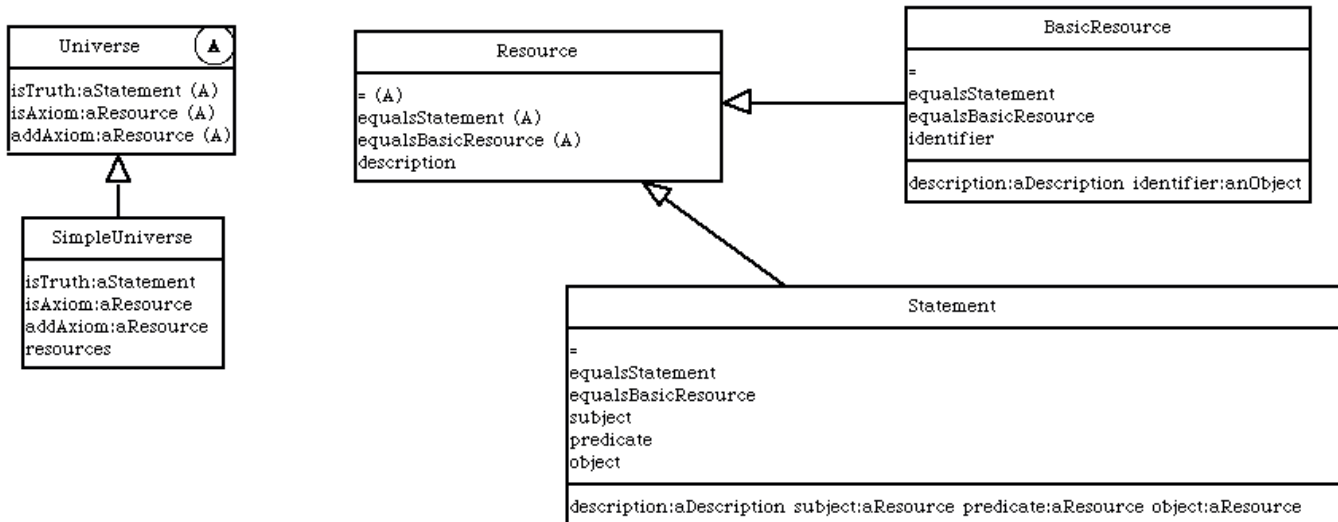 Universe
A
isTruth:aStatement (A)
isAxiom:aResource (A)
addAxiom:aResource (A)
SimpleUniverse
isTruth:aStatement
isAxiom:aResource
addAxiom:aResource
resources
Resource
= (A)
equalsStatement (A)
equalsBasicResource (A)
description
BasicResource
=
equalsStatement
equalsBasicResource
identifier
description:aDescription identifier:anObject
Statement
=
equalsStatement
equalsBasicResource
subject
predicate
object
description:aDescription subject:aResource predicate:aResource object:aResource